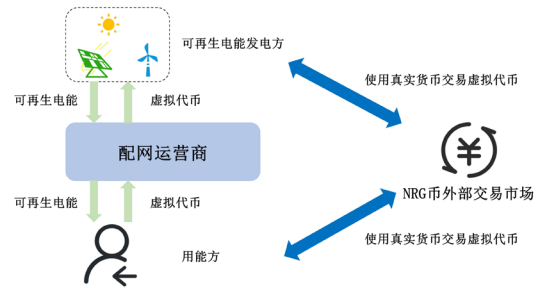 可再生电能发电方
使用真实货币交易虚拟代币
可再生电能
虚拟代币
配网运营商
NRG币外部交易市场
可再生电能
虚拟代币
使用真实货币交易虚拟代币
用能方